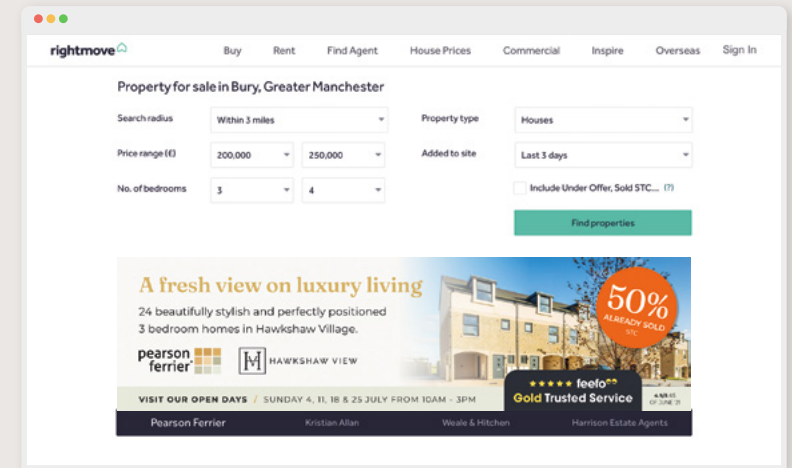 rightmove
Buy Rent Find Agent House Prices Commercial Inspire Overseas Sign In
Property for sale in Bury, Greater Manchester
Search radius Within 3 miles Property type Houses
Price range (£) 200,000 250,000 Added to site Last 3 days
No. of bedrooms 3 4 Include Under Offer, Sold STC... (?)
Find properties
A fresh view on luxury living
24 beautifully stylish and perfectly positioned
3 bedroom homes in Hawkshaw Village.
50%
ALREADY SOLD
STC
pearson
ferrier
HV HAWKSHAW VIEW
feefo
Gold Trusted Service
VISIT OUR OPEN DAYS / SUNDAY 4, 11, 18 & 25 JULY FROM 10AM - 3PM
Pearson Ferrier Kristian Allan Weale & Hitchen Harrison Estate Agents